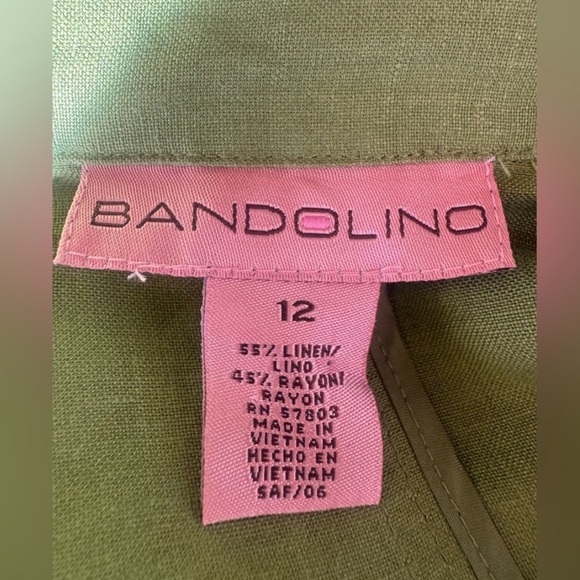 BANDOLINO
12
55% LINEN/
LINO
45% RAYON/
RAYON
RN 57803
MADE IN
VIETNAM
HECHO EN
VIETNAM
SAF/06